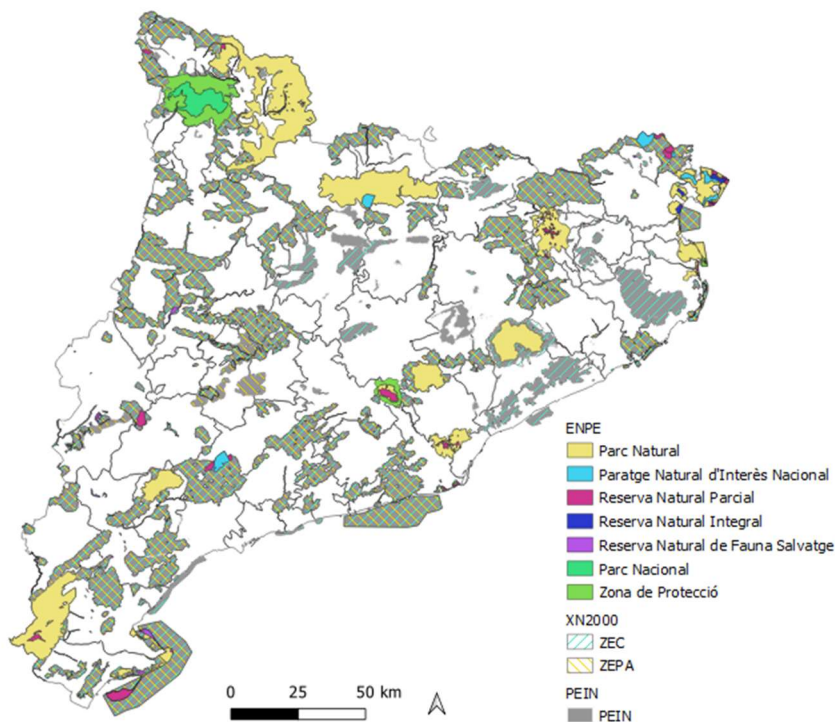 ENPE
Parc Natural
Paratge Natural d'Interès Nacional
Reserva Natural Parcial
Reserva Natural Integral
Reserva Natural de Fauna Salvatge
Parc Nacional
Zona de Protecció
XN2000
ZEC
ZEPA
PEIN
PEIN
0 25 50 km